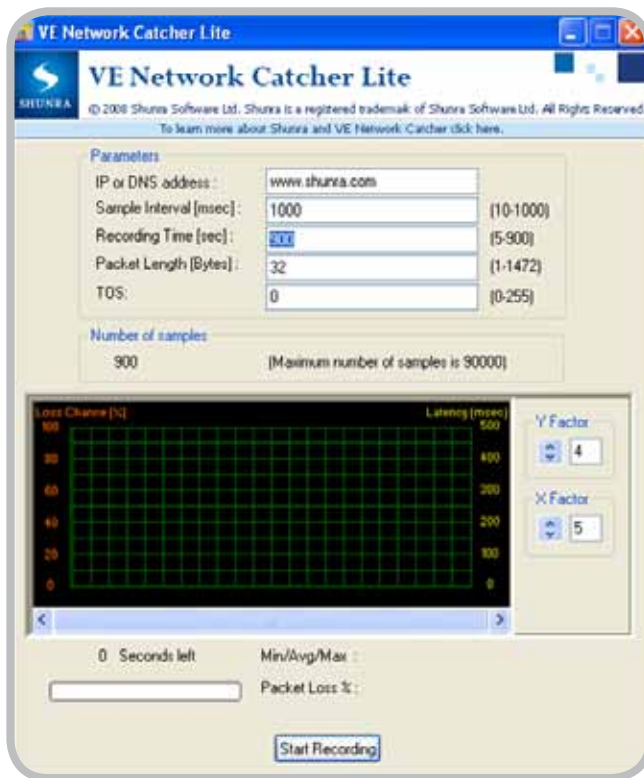 VE Network Catcher Lite
SHUNRA
VE Network Catcher Lite
© 2008 Shunra Software Ltd. Shunra is a registered trademark of Shunra Software Ltd. All Rights Reserved
To learn more about Shunra and VE Network Catcher click here.
Parameters
IP or DNS address : www.shunra.com
Sample Interval [msec] : 1000 (10-1000)
Recording Time [sec] : 900 (5-900)
Packet Length [Bytes] : 32 (1-1472)
TOS: 0 (0-255)
Number of samples
900 (Maximum number of samples is 90000)
Loss Chance [%] Latency [msec]
100 500
80 400
60 300
40 200
20 100
0 0
Y Factor
4
X Factor
5
0 Seconds left Min/Avg/Max :
Packet Loss % :
Start Recording